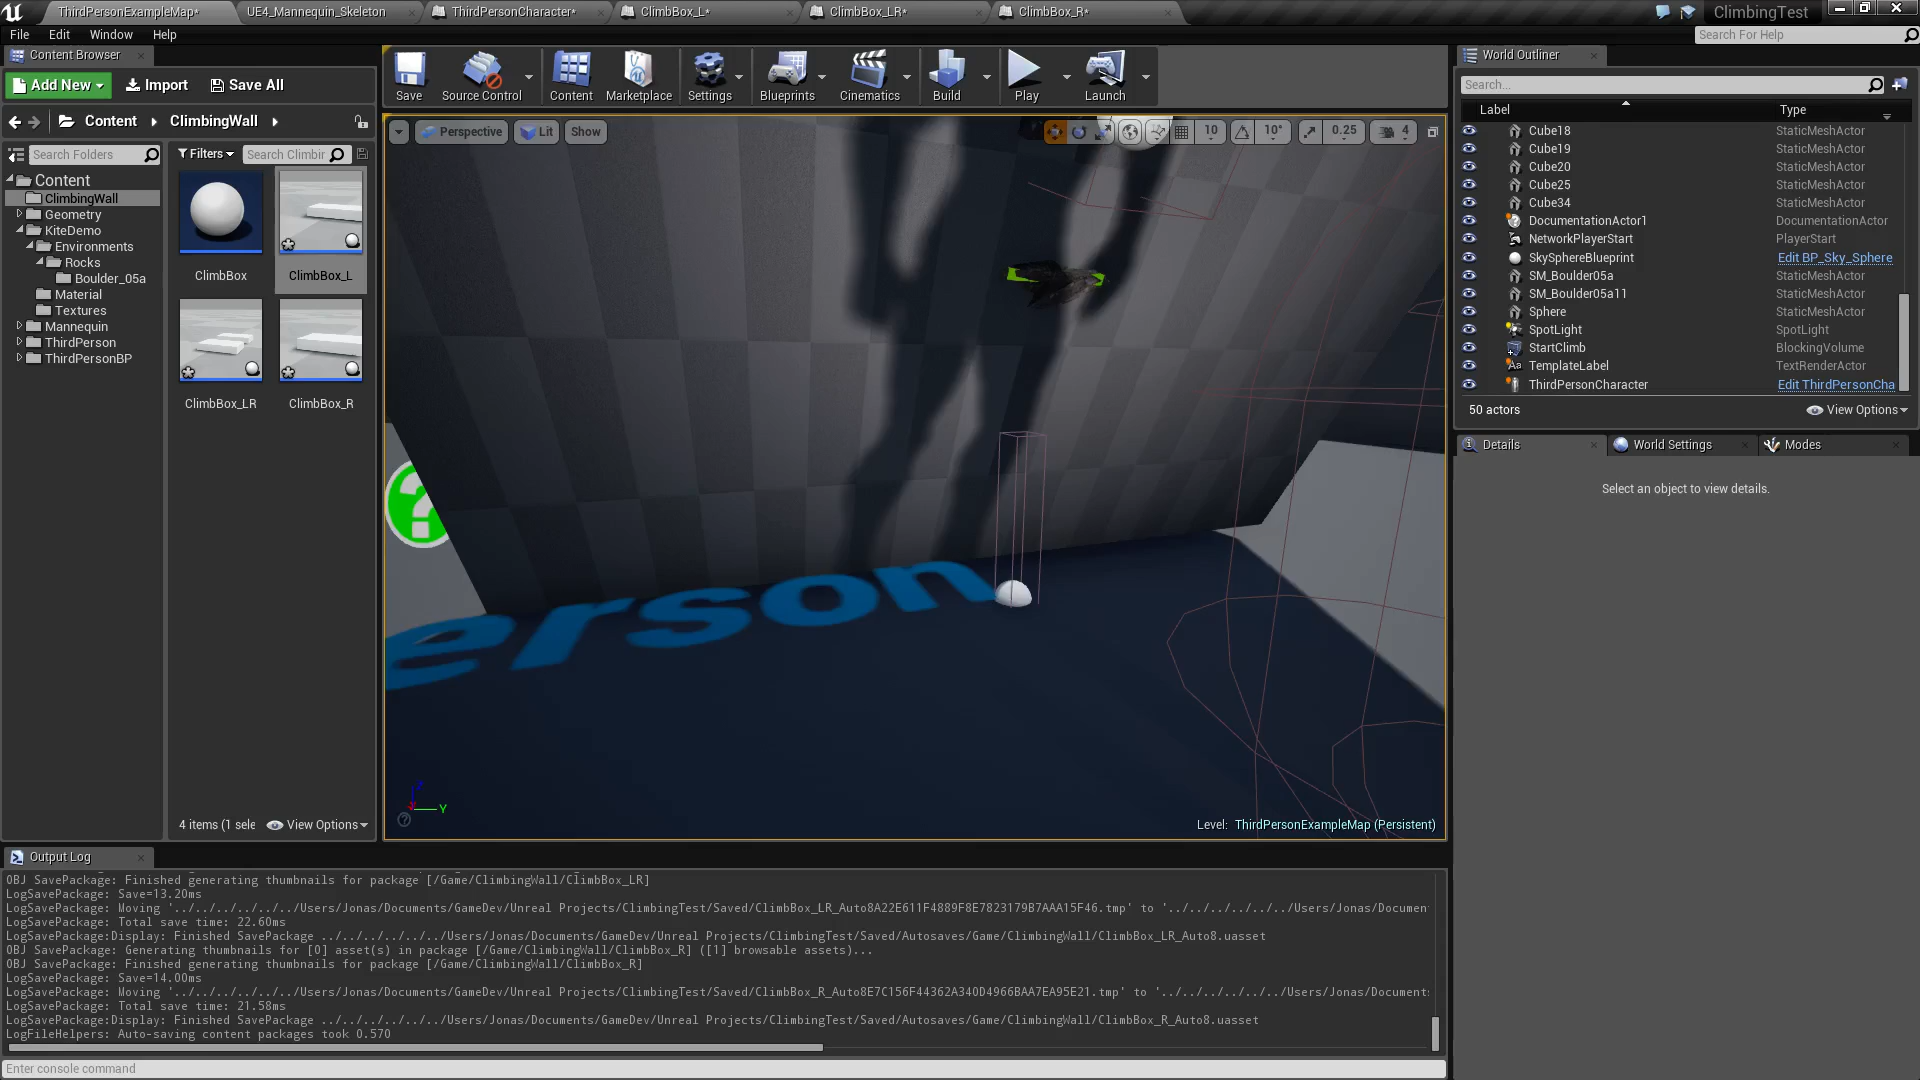 ThirdPersonExampleMap*
UE4_Mannequin_Skeleton
ThirdPersonCharacter*
ClimbBox_L*
ClimbBox_LR*
ClimbBox_R*
ClimbingTest
File Edit Window Help
Search For Help
Content Browser
Add New
Import
Save All
Content
ClimbingWall
Search Folders
Filters
Search Climbir
Content
ClimbingWall
Geometry
KiteDemo
Environments
Rocks
Boulder_05a
Material
Textures
Mannequin
ThirdPerson
ThirdPersonBP
ClimbBox
ClimbBox_L
ClimbBox_LR
ClimbBox_R
4 items (1 sele
View Options
Save
Source Control
Content
Marketplace
Settings
Blueprints
Cinematics
Build
Play
Launch
Perspective
Lit
Show
10
10°
0.25
4
?
erson
Z
Y
Level: ThirdPersonExampleMap (Persistent)
World Outliner
Search...
Label Type
Cube18 StaticMeshActor
Cube19 StaticMeshActor
Cube20 StaticMeshActor
Cube25 StaticMeshActor
Cube34 StaticMeshActor
DocumentationActor1 DocumentationActor
NetworkPlayerStart PlayerStart
SkySphereBlueprint Edit BP_Sky_Sphere
SM_Boulder05a StaticMeshActor
SM_Boulder05a11 StaticMeshActor
Sphere StaticMeshActor
SpotLight SpotLight
StartClimb BlockingVolume
TemplateLabel TextRenderActor
ThirdPersonCharacter Edit ThirdPersonCha
50 actors
View Options
Details
World Settings
Modes
Select an object to view details.
Output Log
OBJ SavePackage: Finished generating thumbnails for package [/Game/ClimbingWall/ClimbBox_LR]
LogSavePackage: Save=13.20ms
LogSavePackage: Moving '../../../../../../Users/Jonas/Documents/GameDev/Unreal Projects/ClimbingTest/Saved/ClimbBox_LR_Auto8A22E611F4889F8E7823179B7AAA15F46.tmp' to '../../../../../../Users/Jonas/Documen
LogSavePackage: Total save time: 22.60ms
LogSavePackage:Display: Finished SavePackage ../../../../../../Users/Jonas/Documents/GameDev/Unreal Projects/ClimbingTest/Saved/Autosaves/Game/ClimbingWall/ClimbBox_LR_Auto8.uasset
OBJ SavePackage: Generating thumbnails for [0] asset(s) in package [/Game/ClimbingWall/ClimbBox_R] ([1] browsable assets)...
OBJ SavePackage: Finished generating thumbnails for package [/Game/ClimbingWall/ClimbBox_R]
LogSavePackage: Save=14.00ms
LogSavePackage: Moving '../../../../../../Users/Jonas/Documents/GameDev/Unreal Projects/ClimbingTest/Saved/ClimbBox_R_Auto8E7C156F44362A340D4966BAA7EA95E21.tmp' to '../../../../../../Users/Jonas/Document
LogSavePackage: Total save time: 21.58ms
LogSavePackage:Display: Finished SavePackage ../../../../../../Users/Jonas/Documents/GameDev/Unreal Projects/ClimbingTest/Saved/Autosaves/Game/ClimbingWall/ClimbBox_R_Auto8.uasset
LogFileHelpers: Auto-saving content packages took 0.570
Enter console command